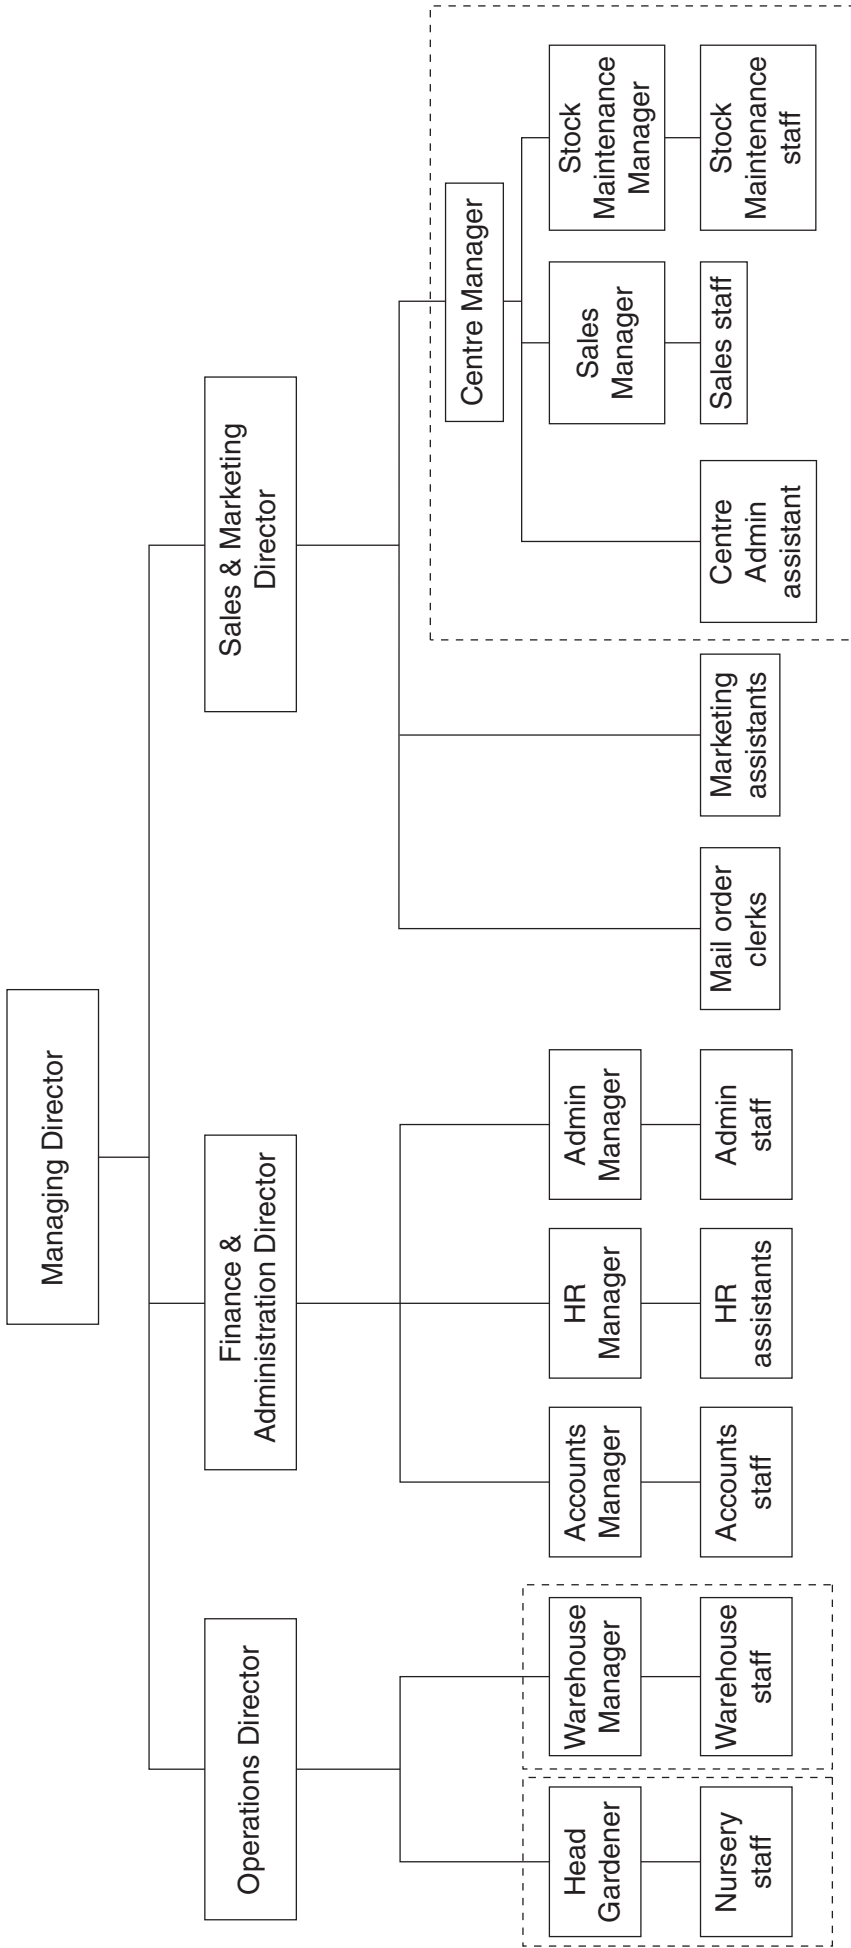 Managing Director
Operations Director
Finance &
Administration Director
Sales & Marketing
Director
Centre Manager
Head
Gardener
Warehouse
Manager
Accounts
Manager
HR
Manager
Admin
Manager
Sales
Manager
Stock
Maintenance
Manager
Nursery
staff
Warehouse
staff
Accounts
staff
HR
assistants
Admin
staff
Mail order
clerks
Marketing
assistants
Centre
Admin
assistant
Sales staff
Stock
Maintenance
staff